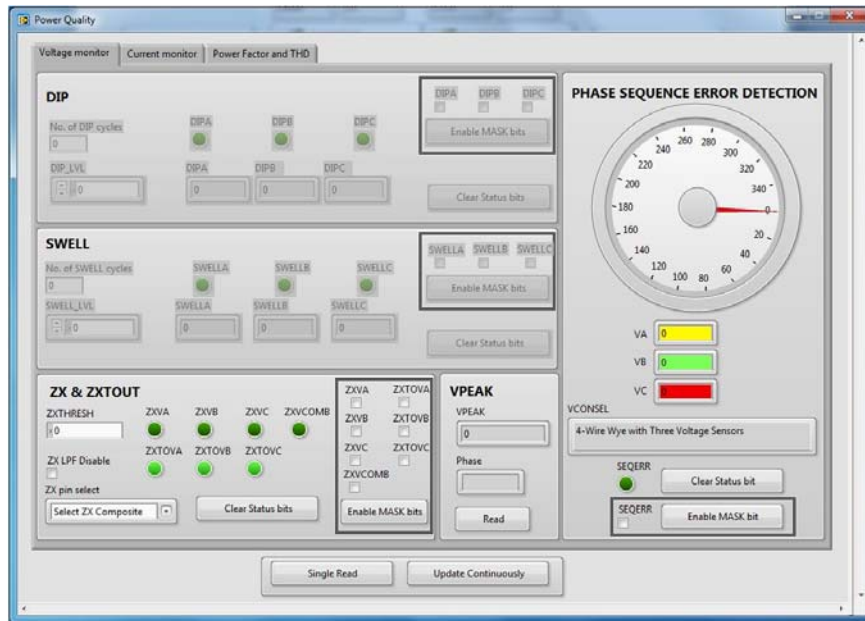 Power Quality
Voltage monitor Current monitor Power Factor and THD
DIP
No. of DIP cycles
0
DIPA DIPB DIPC
DIP_LVL
0
DIPA DIPB DIPC
0 0 0
DIPA DIPB DIPC
Enable MASK bits
Clear Status bits
SWELL
No. of SWELL cycles
0
SWELLA SWELLB SWELLC
SWELL_LVL
0
SWELLA SWELLB SWELLC
0 0 0
SWELLA SWELLB SWELLC
Enable MASK bits
Clear Status bits
ZX & ZXTOUT
ZXTHRESH
x0
ZXVA ZXVB ZXVC ZXVCOMB
ZX LPF Disable
ZXTOVA ZXTOVB ZXTOVC
ZX pin select
Select ZX Composite
Clear Status bits
ZXVA ZXTOVA
ZXVB ZXTOVB
ZXVC ZXTOVC
ZXVCOMB
Enable MASK bits
VPEAK
VPEAK
0
Phase
Read
PHASE SEQUENCE ERROR DETECTION
0
20
40
60
80
100
120
140
160
180
200
220
240
260
280
300
320
340
VA 0
VB 0
VC 0
VCONSEL
4-Wire Wye with Three Voltage Sensors
SEQERR
Clear Status bit
SEQERR
Enable MASK bit
Single Read Update Continuously